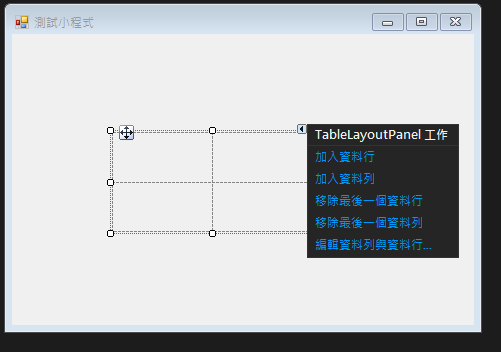 測試小程式
TableLayoutPanel 工作
加入資料行
加入資料列
移除最後一個資料行
移除最後一個資料列
編輯資料列與資料行...